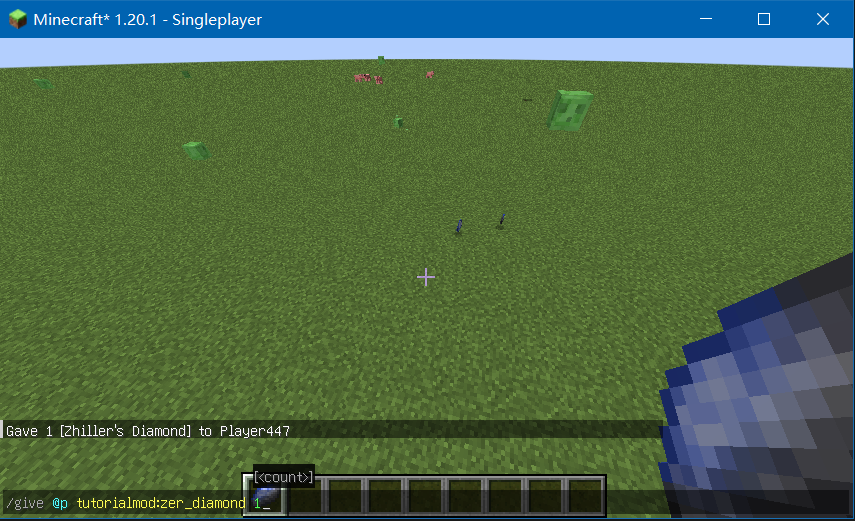 Minecraft* 1.20.1 - Singleplayer
Gave 1 [Zhiller's Diamond] to Player447
[<count>]
/give @p tutorialmod:zer_diamond 1_